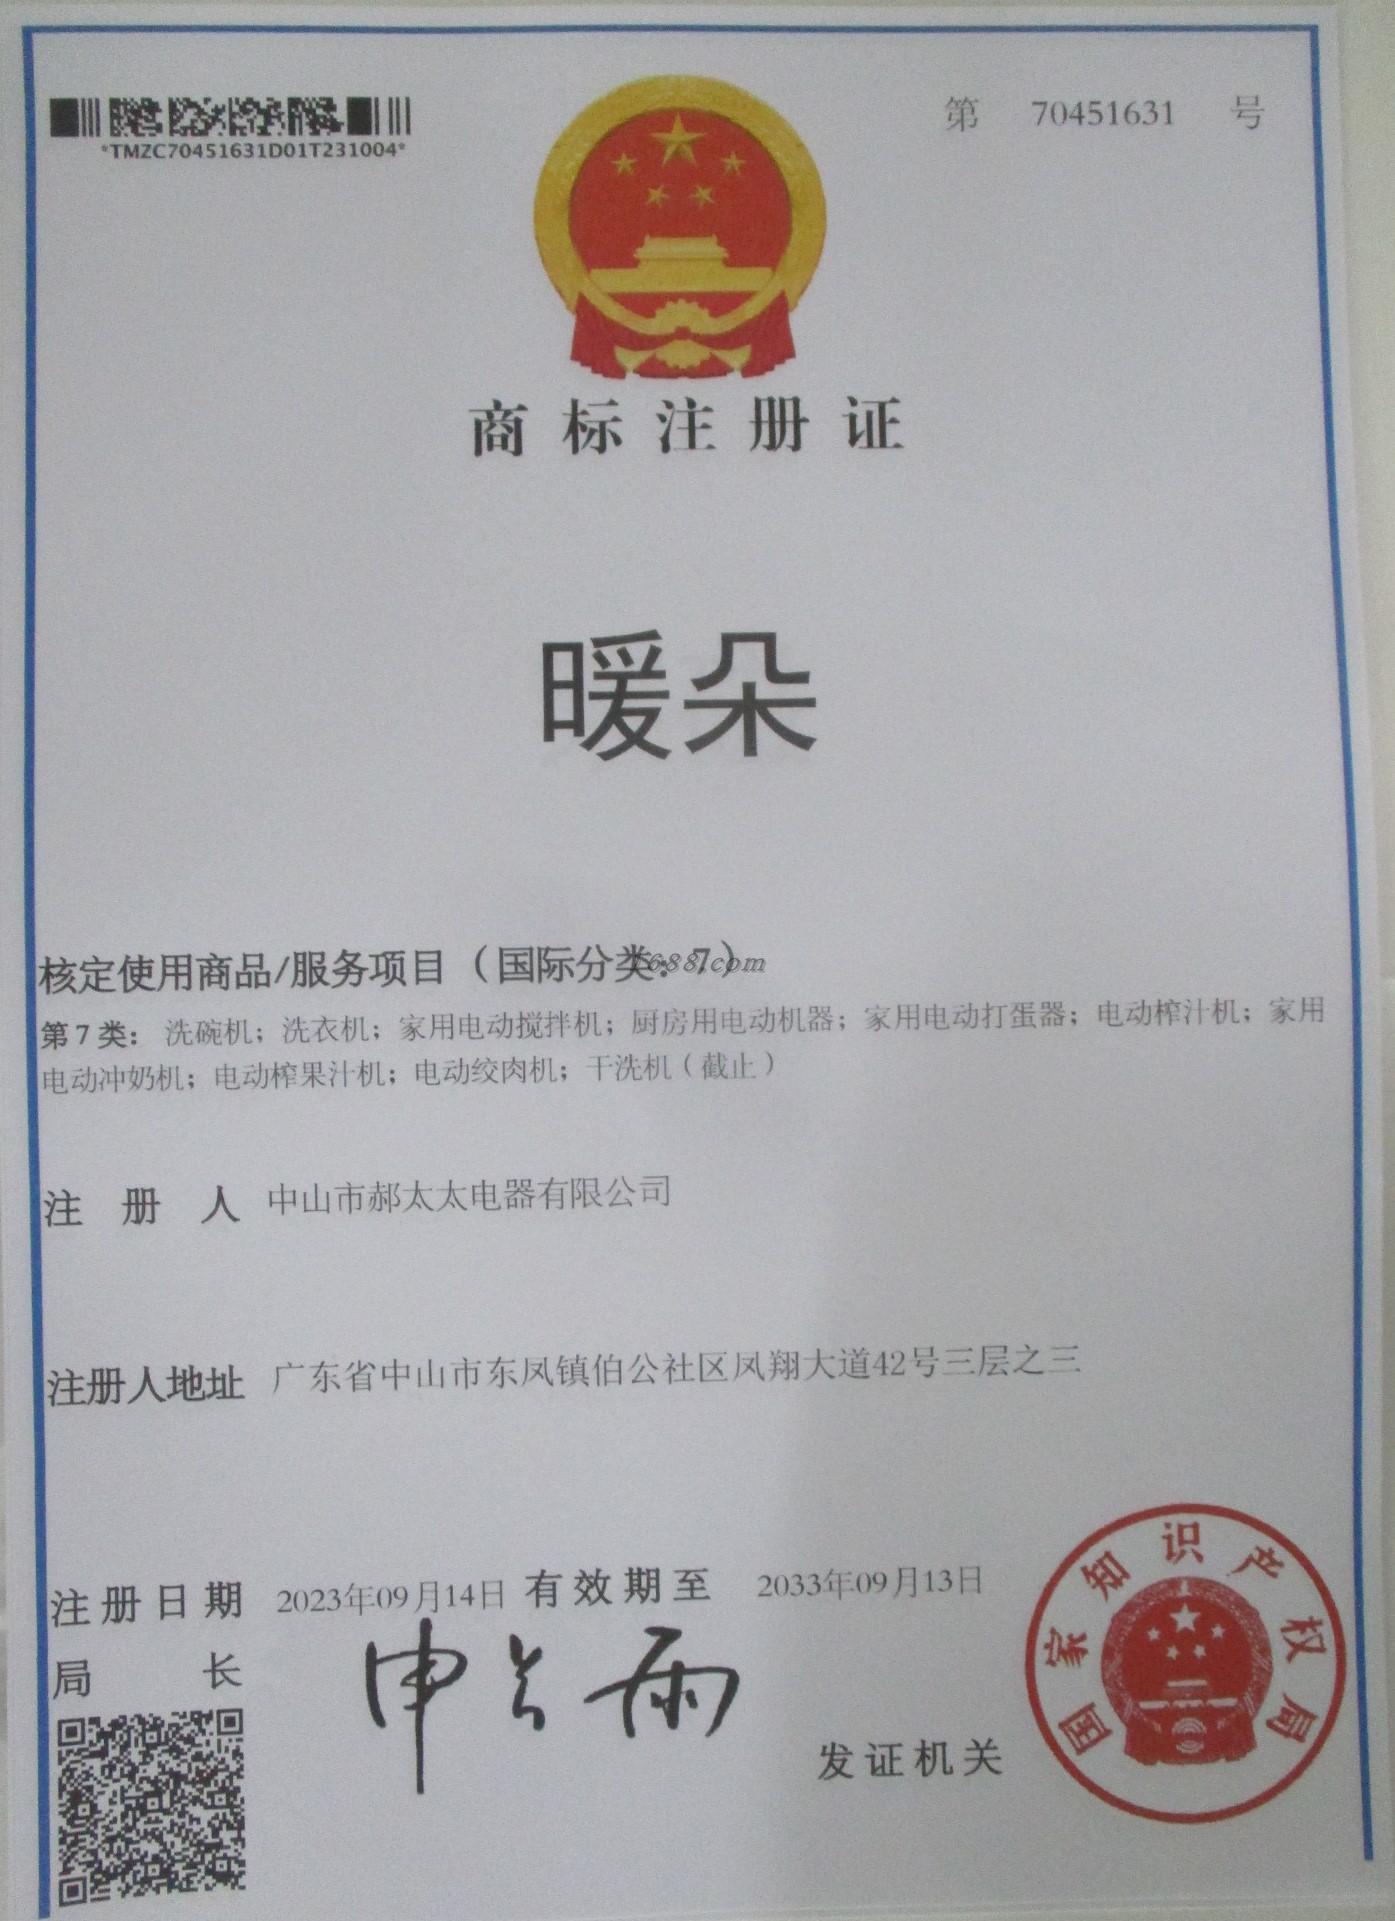 *TMZC70451631D01T231004*
第 70451631 号
商标注册证
暖朵
核定使用商品/服务项目（国际分类：7）
1688.com
第7类：洗碗机；洗衣机；家用电动搅拌机；厨房用电动机器；家用电动打蛋器；电动榨汁机；家用
电动冲奶机；电动榨果汁机；电动绞肉机；干洗机（截止）
注册人 中山市郝太太电器有限公司
注册人地址 广东省中山市东凤镇伯公社区凤翔大道42号三层之三
注册日期 2023年09月14日 有效期至 2033年09月13日
局长 申长雨
发证机关
国家知识产权局